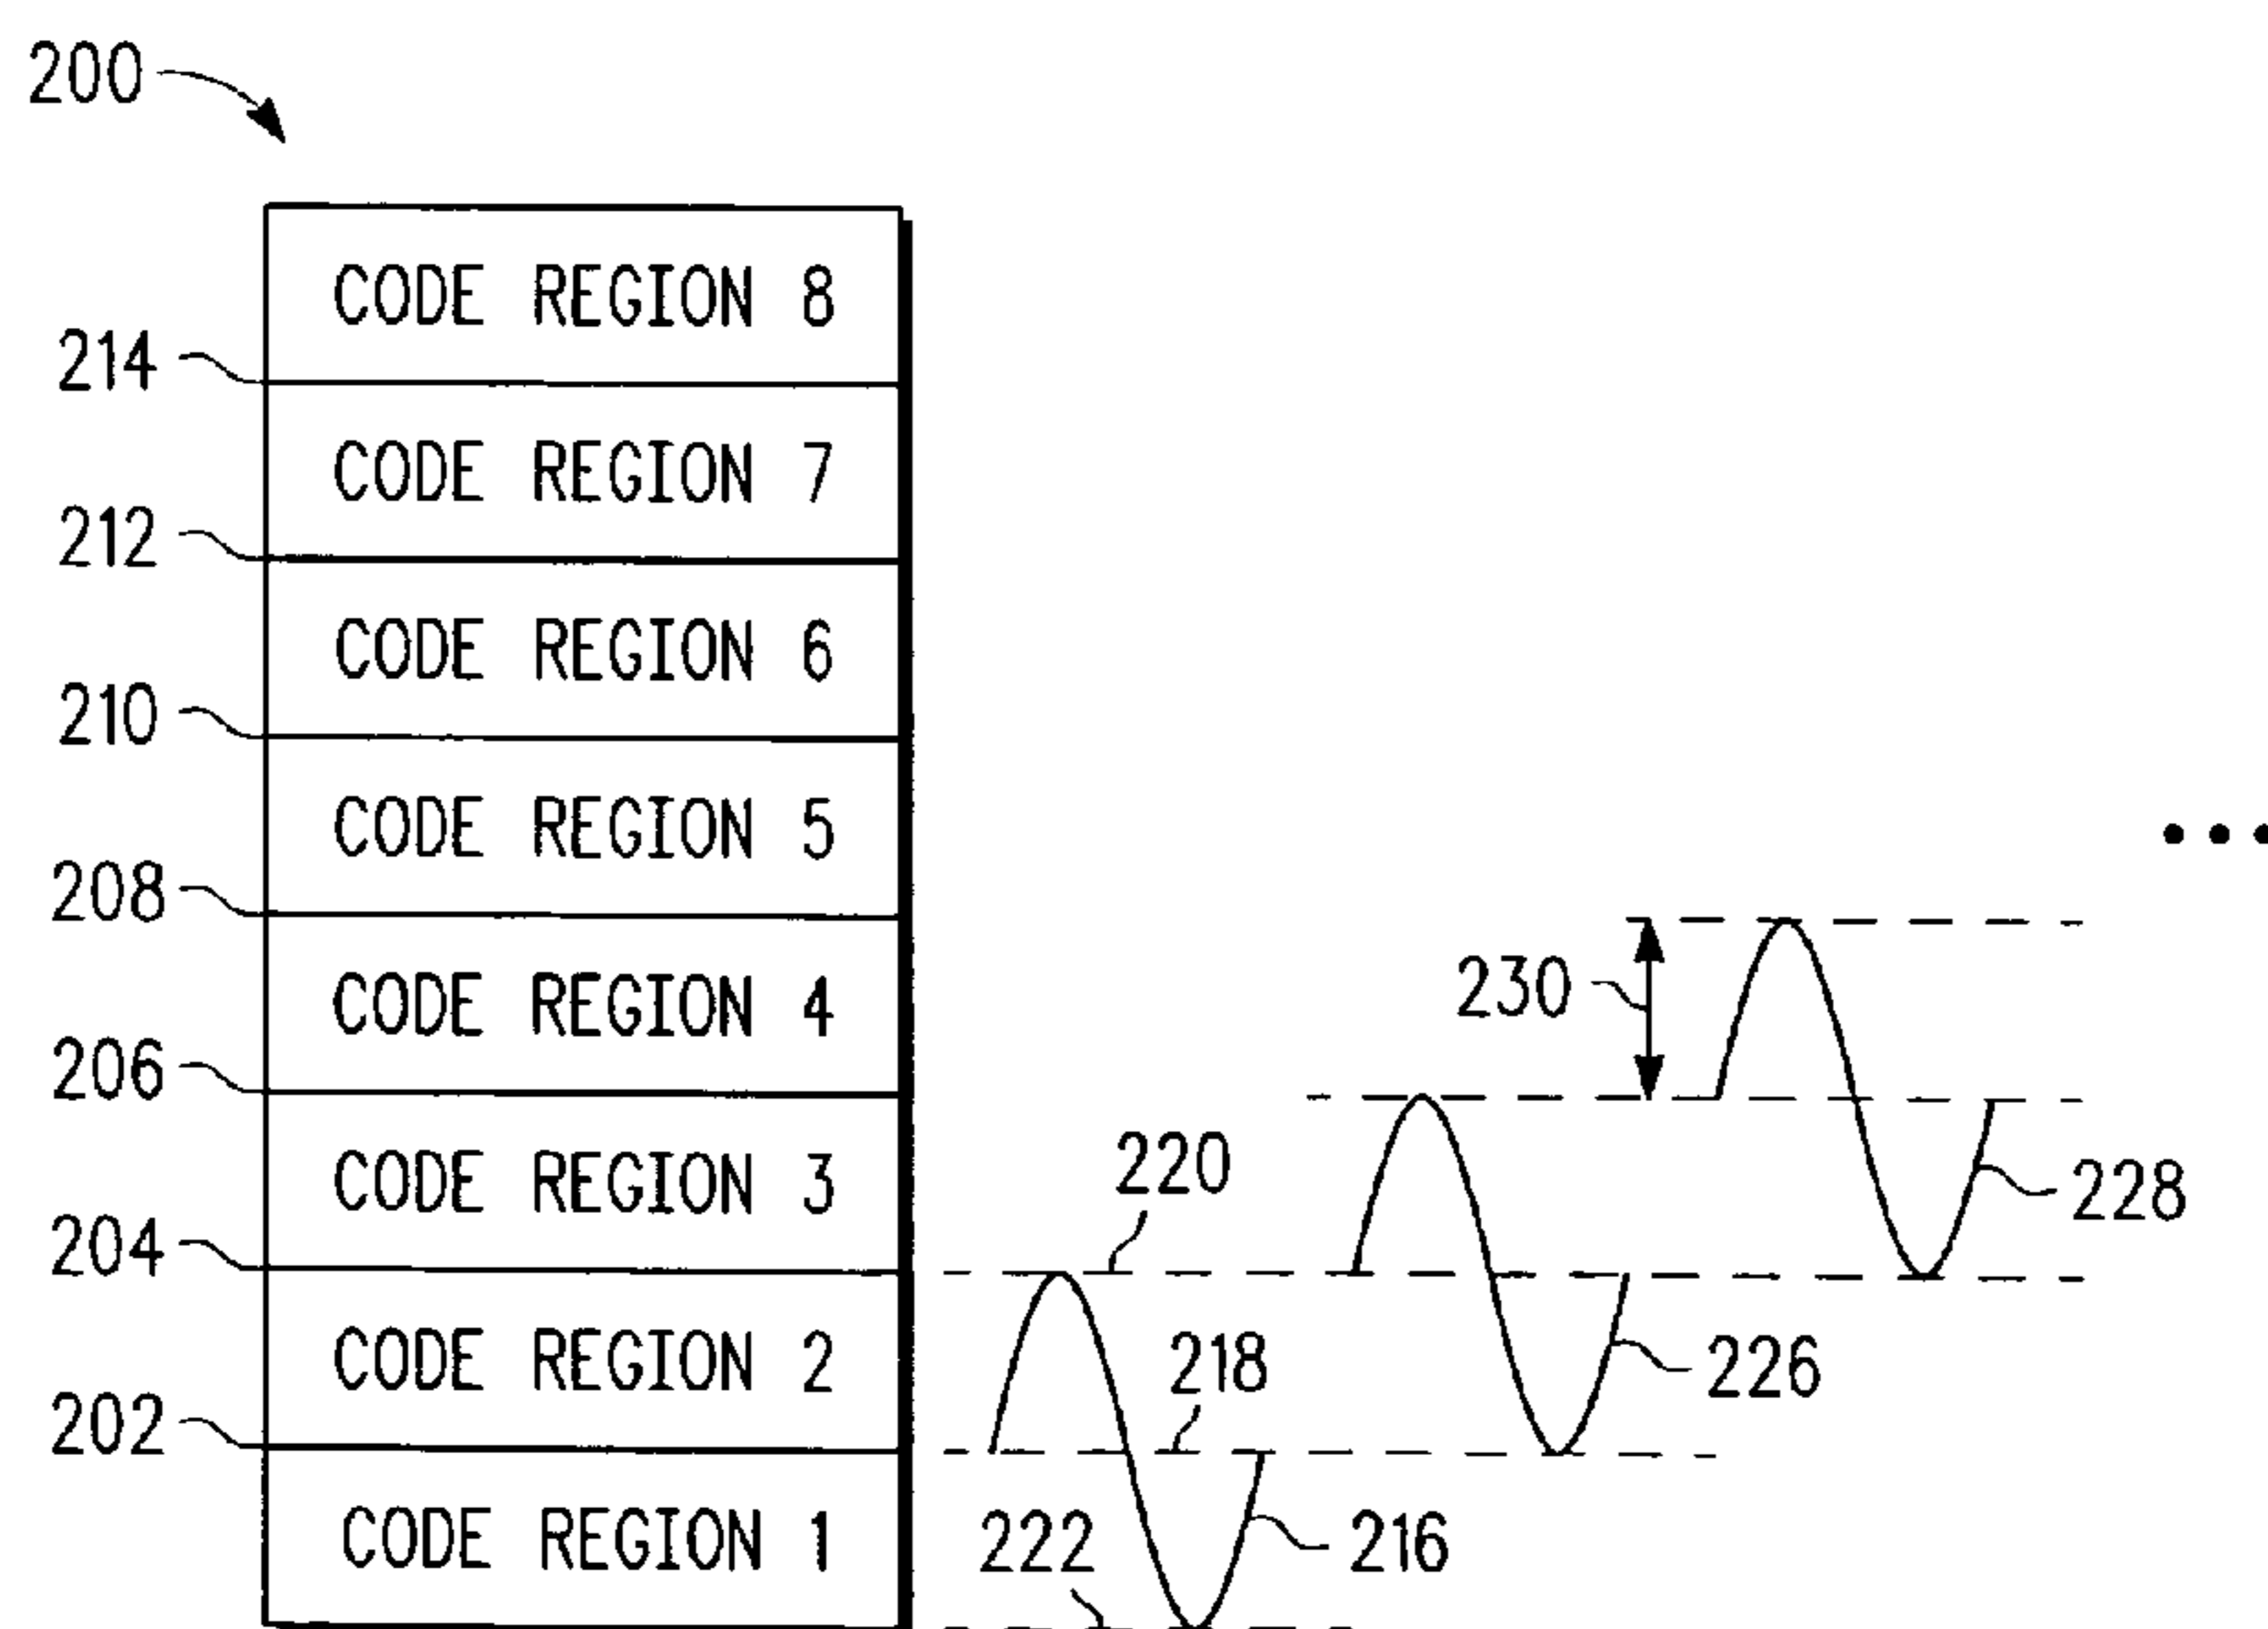 200
CODE REGION 8
214
CODE REGION 7
212
CODE REGION 6
210
CODE REGION 5
208
CODE REGION 4
230
206
CODE REGION 3
220
228
204
CODE REGION 2
218
226
202
CODE REGION 1
222
216